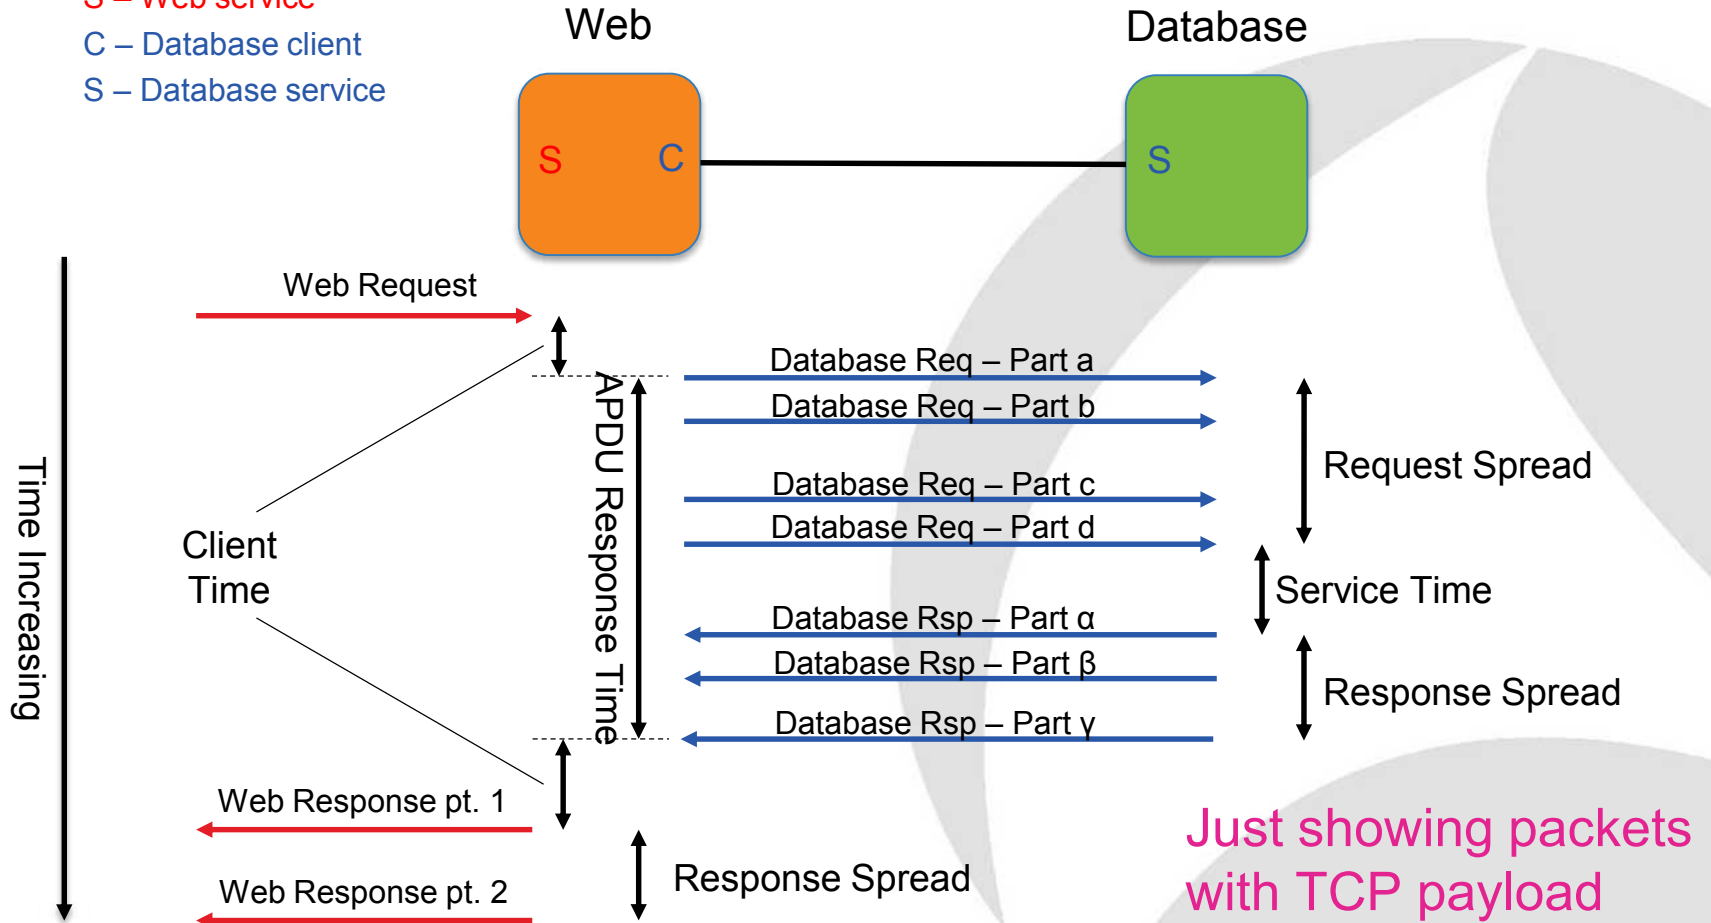 S – Web service
C – Database client
S – Database service
Web
Database
S
C
S
Web Request
Database Req – Part a
Database Req – Part b
Database Req – Part c
Database Req – Part d
Request Spread
Service Time
Time Increasing
Client
Time
APDU Response Time
Database Rsp – Part α
Database Rsp – Part β
Database Rsp – Part γ
Response Spread
Web Response pt. 1
Web Response pt. 2
Response Spread
Just showing packets
with TCP payload